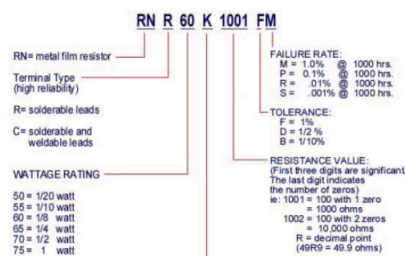 RN R 60 K 1001 FM
RN= metal film resistor
Terminal Type
(high reliability)
R= solderable leads
C= solderable and
weldable leads
WATTAGE RATING
50 = 1/20 watt
55 = 1/10 watt
60 = 1/8 watt
65 = 1/4 watt
70 = 1/2 watt
75 = 1 watt
FAILURE RATE:
M = 1.0% @ 1000 hrs.
P = 0.1% @ 1000 hrs.
R = .01% @ 1000 hrs.
S = .001% @ 1000 hrs.
TOLERANCE:
F = 1%
D = 1/2 %
B = 1/10%
RESISTANCE VALUE:
(First three digits are significant.
The last digit indicates
the number of zeros)
ie: 1001 = 100 with 1 zero
= 1000 ohms
1002 = 100 with 2 zeros
= 10,000 ohms
R = decimal point
(49R9 = 49.9 ohms)